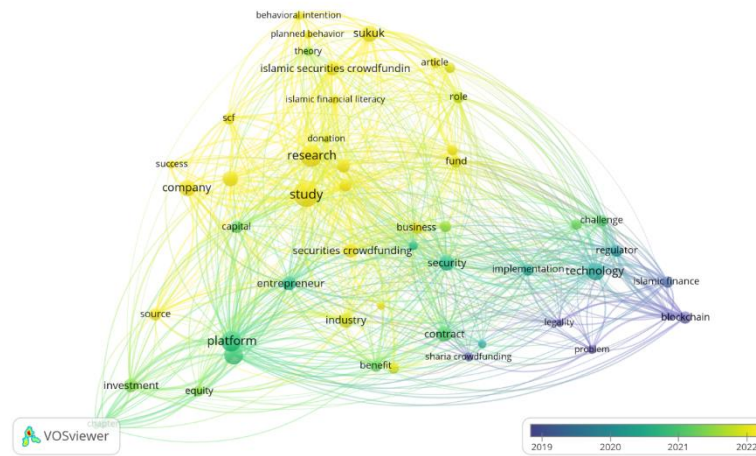 behavioral intention
planned behavior
sukuk
theory
islamic securities crowdfundin
article
islamic financial literacy
role
scf
donation
research
fund
success
company
study
capital
business
challenge
securities crowdfunding
security
regulator
entrepreneur
implementation
technology
islamic finance
source
industry
legality
blockchain
platform
contract
sharia crowdfunding
problem
benefit
investment
equity
chapter
VOSviewer
2019 2020 2021 2022